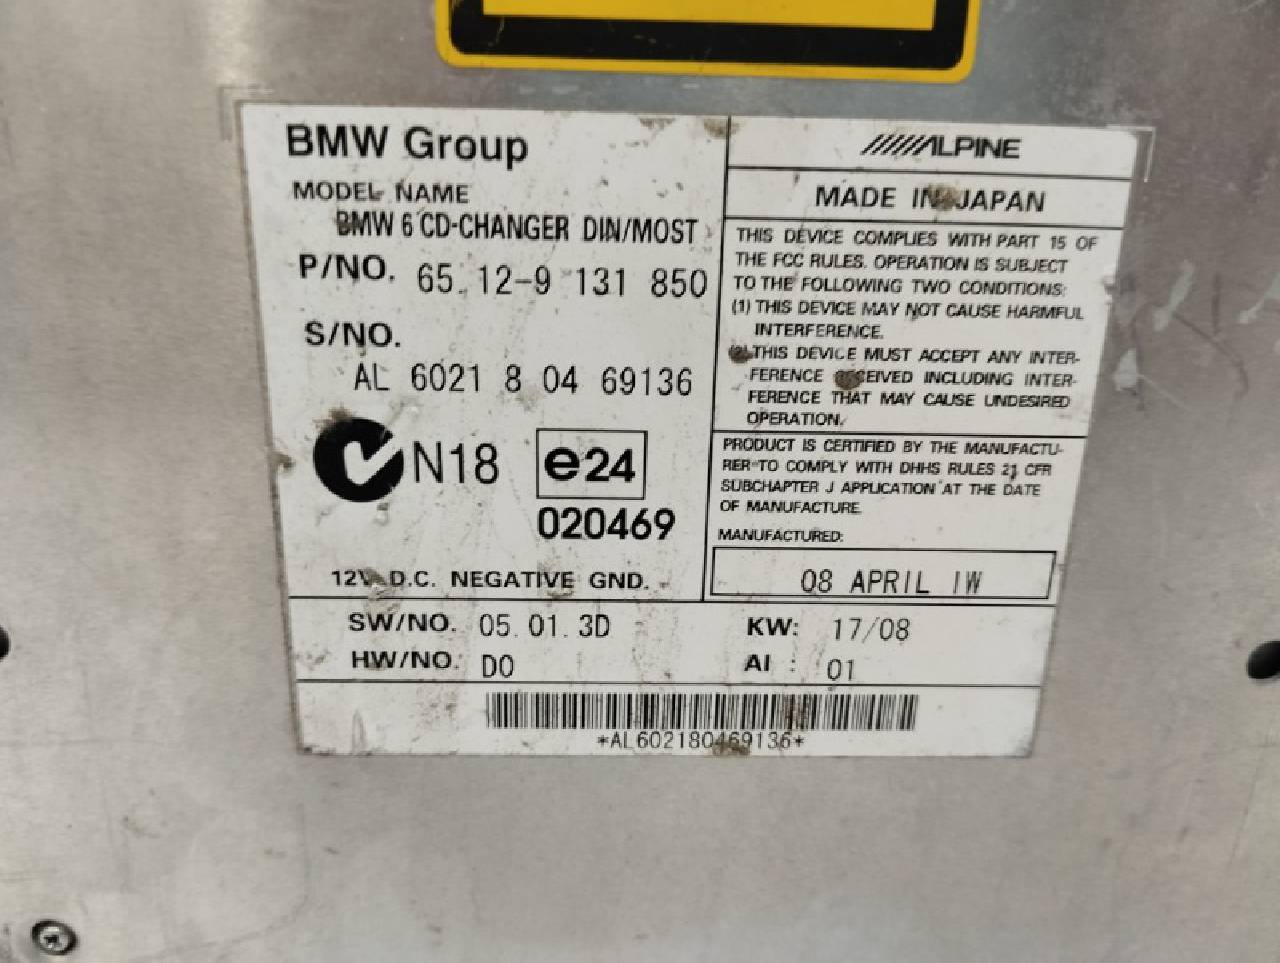 BMW Group
MODEL NAME
BMW 6 CD-CHANGER DIN/MOST
P/NO. 65. 12-9 131 850
S/NO.
AL 6021 8 04 69136
N18
e24
020469
12V D.C. NEGATIVE GND.
ALPINE
MADE IN JAPAN
THIS DEVICE COMPLIES WITH PART 15 OF
THE FCC RULES. OPERATION IS SUBJECT
TO THE FOLLOWING TWO CONDITIONS:
(1) THIS DEVICE MAY NOT CAUSE HARMFUL
INTERFERENCE.
(2) THIS DEVICE MUST ACCEPT ANY INTER-
FERENCE RECEIVED INCLUDING INTER-
FERENCE THAT MAY CAUSE UNDESIRED
OPERATION.
PRODUCT IS CERTIFIED BY THE MANUFACTU-
RER TO COMPLY WITH DHHS RULES 21 CFR
SUBCHAPTER J APPLICATION AT THE DATE
OF MANUFACTURE.
MANUFACTURED:
08 APRIL 1W
SW/NO. 05. 01. 3D KW: 17/08
HW/NO. D0 AI : 01
*AL602180469136*